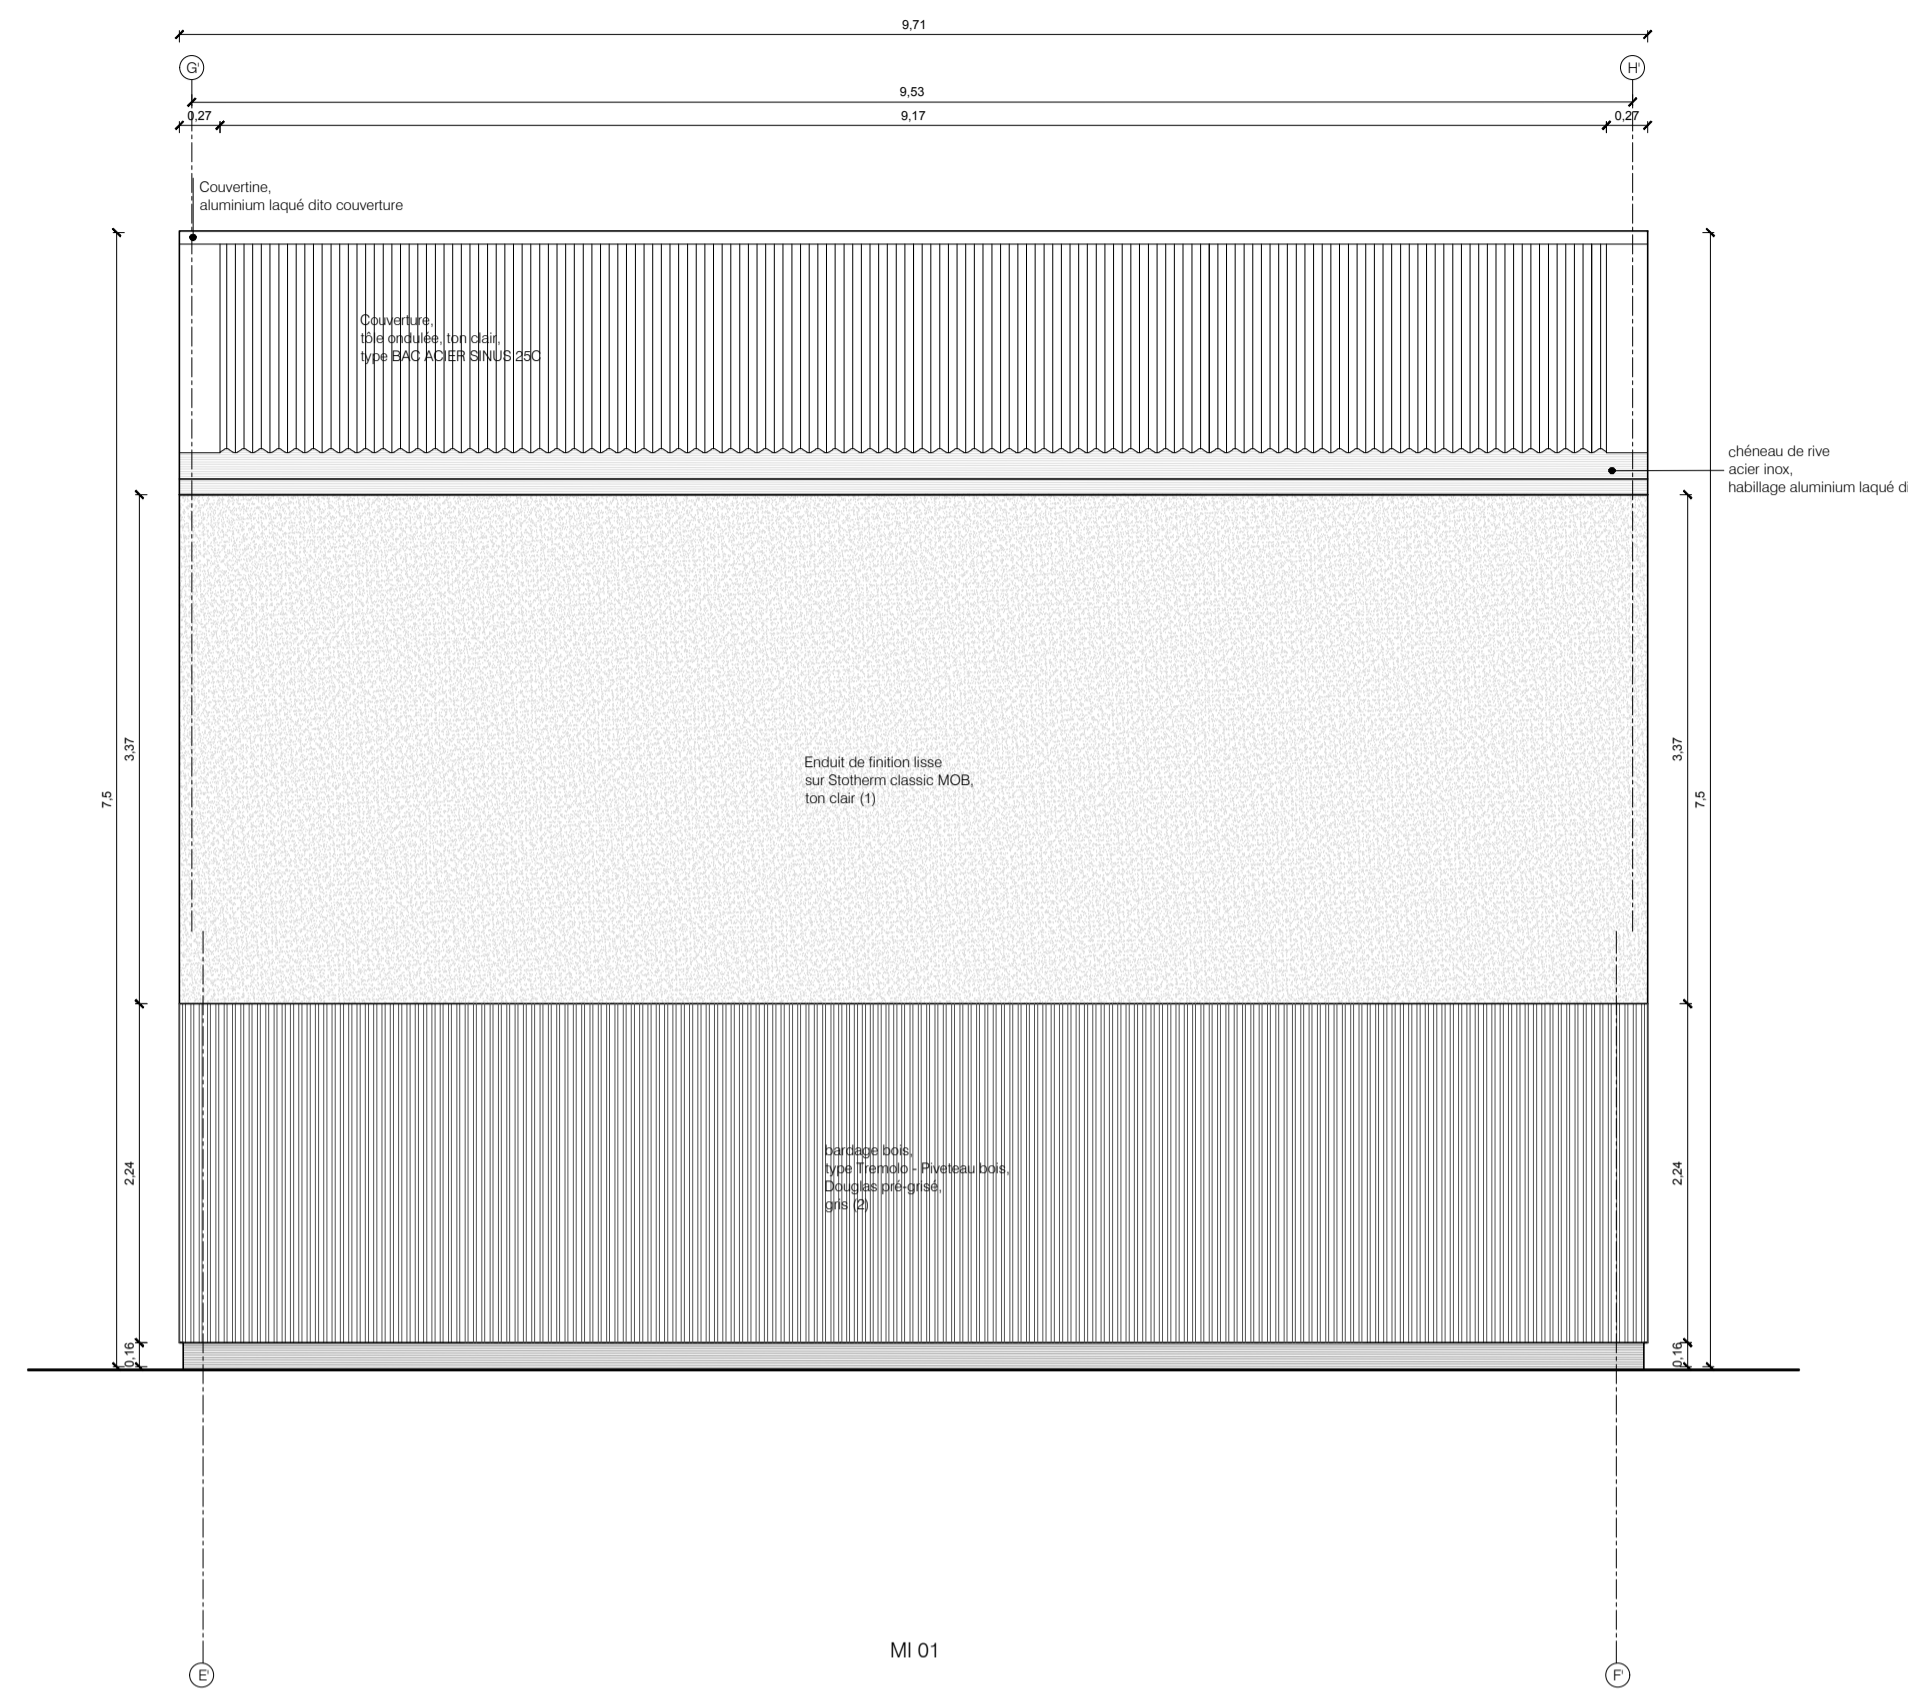 9,71
G'
H'
9,53
0,27
9,17
0,27
Couvertine,
aluminium laqué dito couverture
Couverture,
tôle ondulée, ton clair,
type BAC ACIER SINUS 25C
chéneau de rive
acier inox,
habillage aluminium laqué di
3,37
3,37
7,5
7,5
Enduit de finition lisse
sur Stotherm classic MOB,
ton clair (1)
2,24
2,24
bardage bois,
type Tremolo - Piveteau bois,
Douglas pré-grisé,
gris (2)
0,16
0,16
MI 01
E'
F'